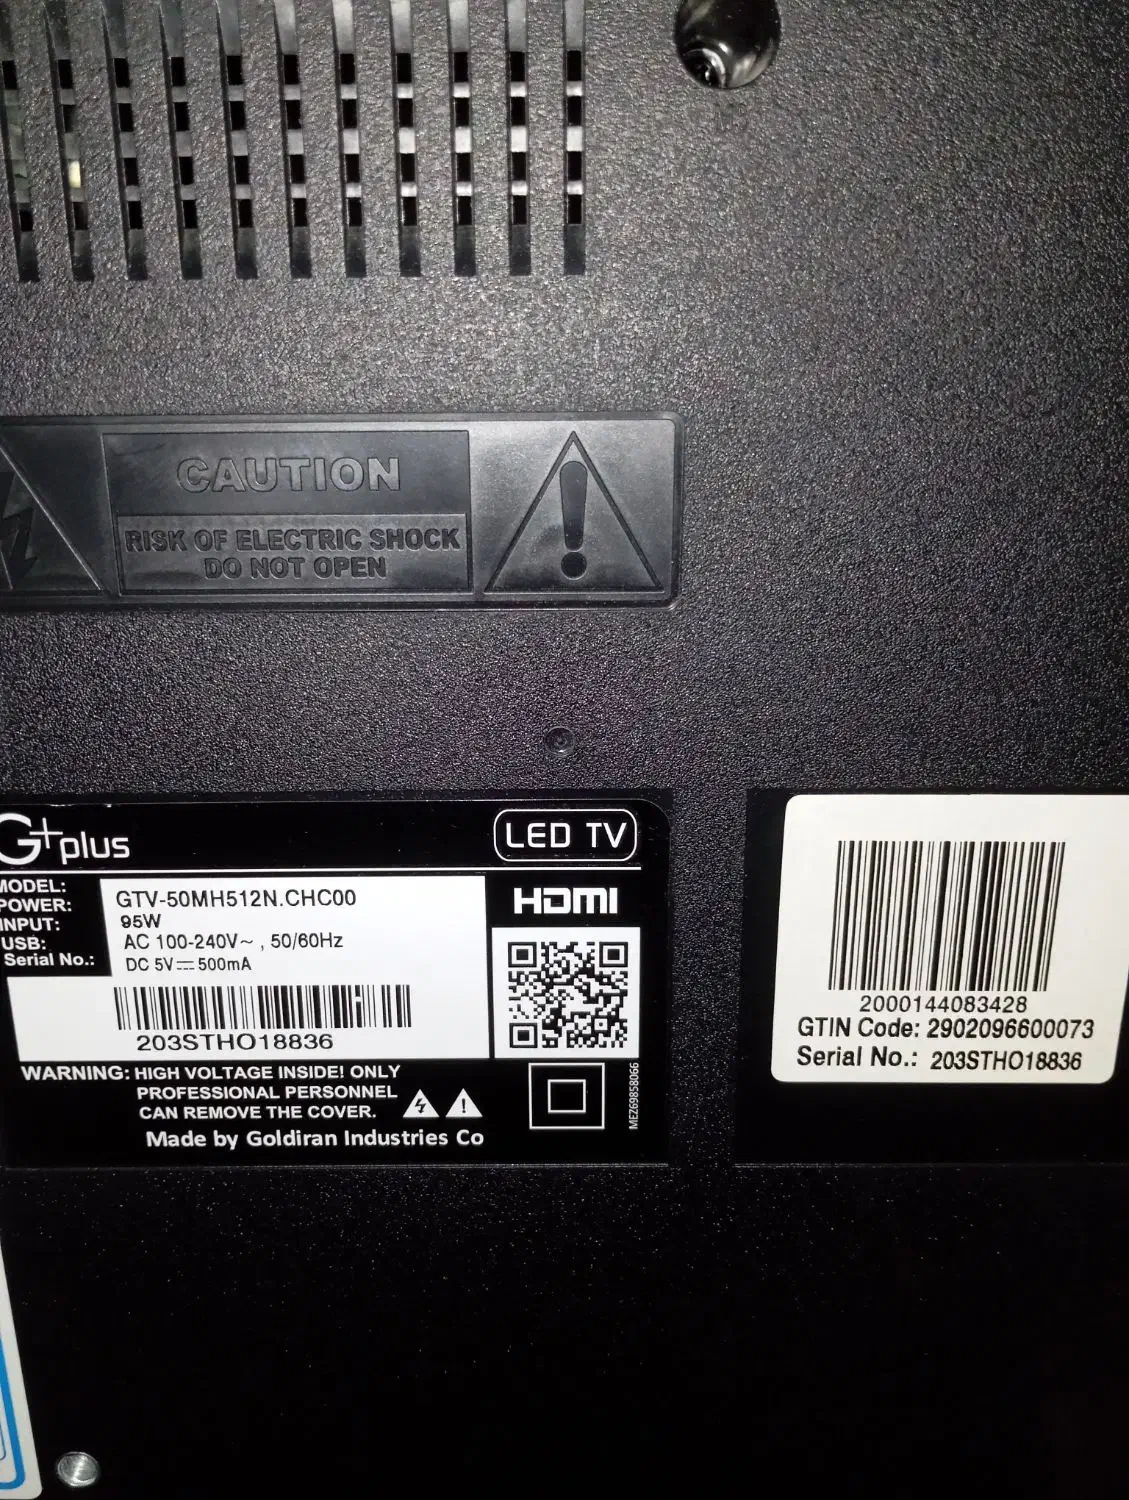 CAUTION
RISK OF ELECTRIC SHOCK
DO NOT OPEN
G+plus
LED TV
MODEL: GTV-50MH512N.CHC00
POWER: 95W
INPUT: AC 100-240V~ , 50/60Hz
USB: DC 5V⎓500mA
Serial No.:
203STHO18836
HDMI
WARNING: HIGH VOLTAGE INSIDE! ONLY
PROFESSIONAL PERSONNEL
CAN REMOVE THE COVER.
Made by Goldiran Industries Co
MEZ69858066
2000144083428
GTIN Code: 2902096600073
Serial No.: 203STHO18836